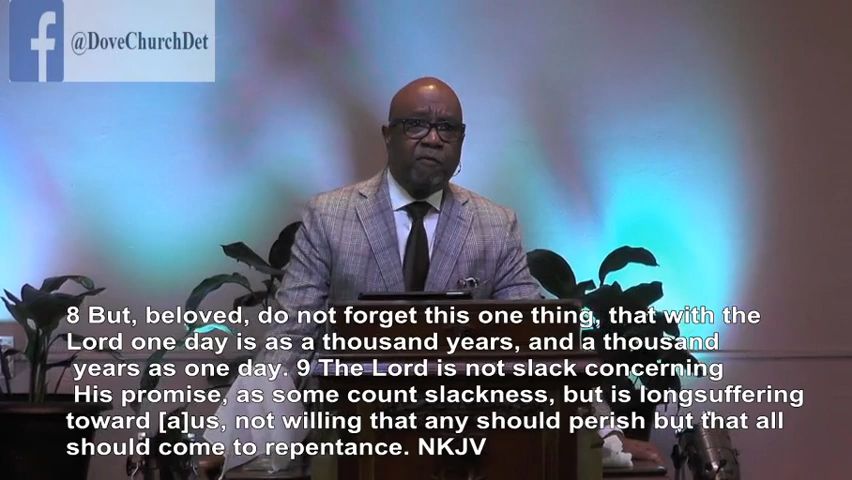 f @DoveChurchDet
8 But, beloved, do not forget this one thing, that with the
Lord one day is as a thousand years, and a thousand
years as one day. 9 The Lord is not slack concerning
His promise, as some count slackness, but is longsuffering
toward [a]us, not willing that any should perish but that all
should come to repentance. NKJV